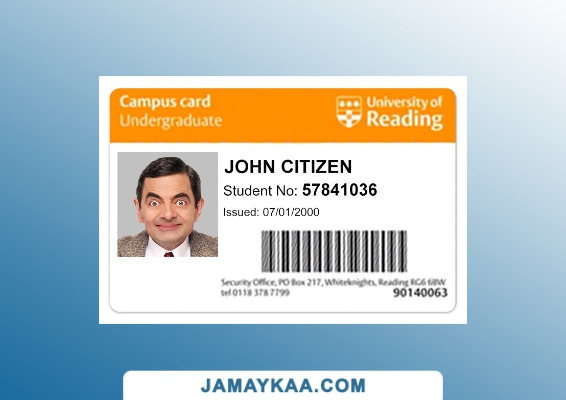 Campus card
Undergraduate
University of
Reading
JOHN CITIZEN
Student No: 57841036
Issued: 07/01/2000
Security Office, PO Box 217, Whiteknights, Reading RG6 6BW
tel 0118 378 7799
90140063
JAMAYKAA.COM